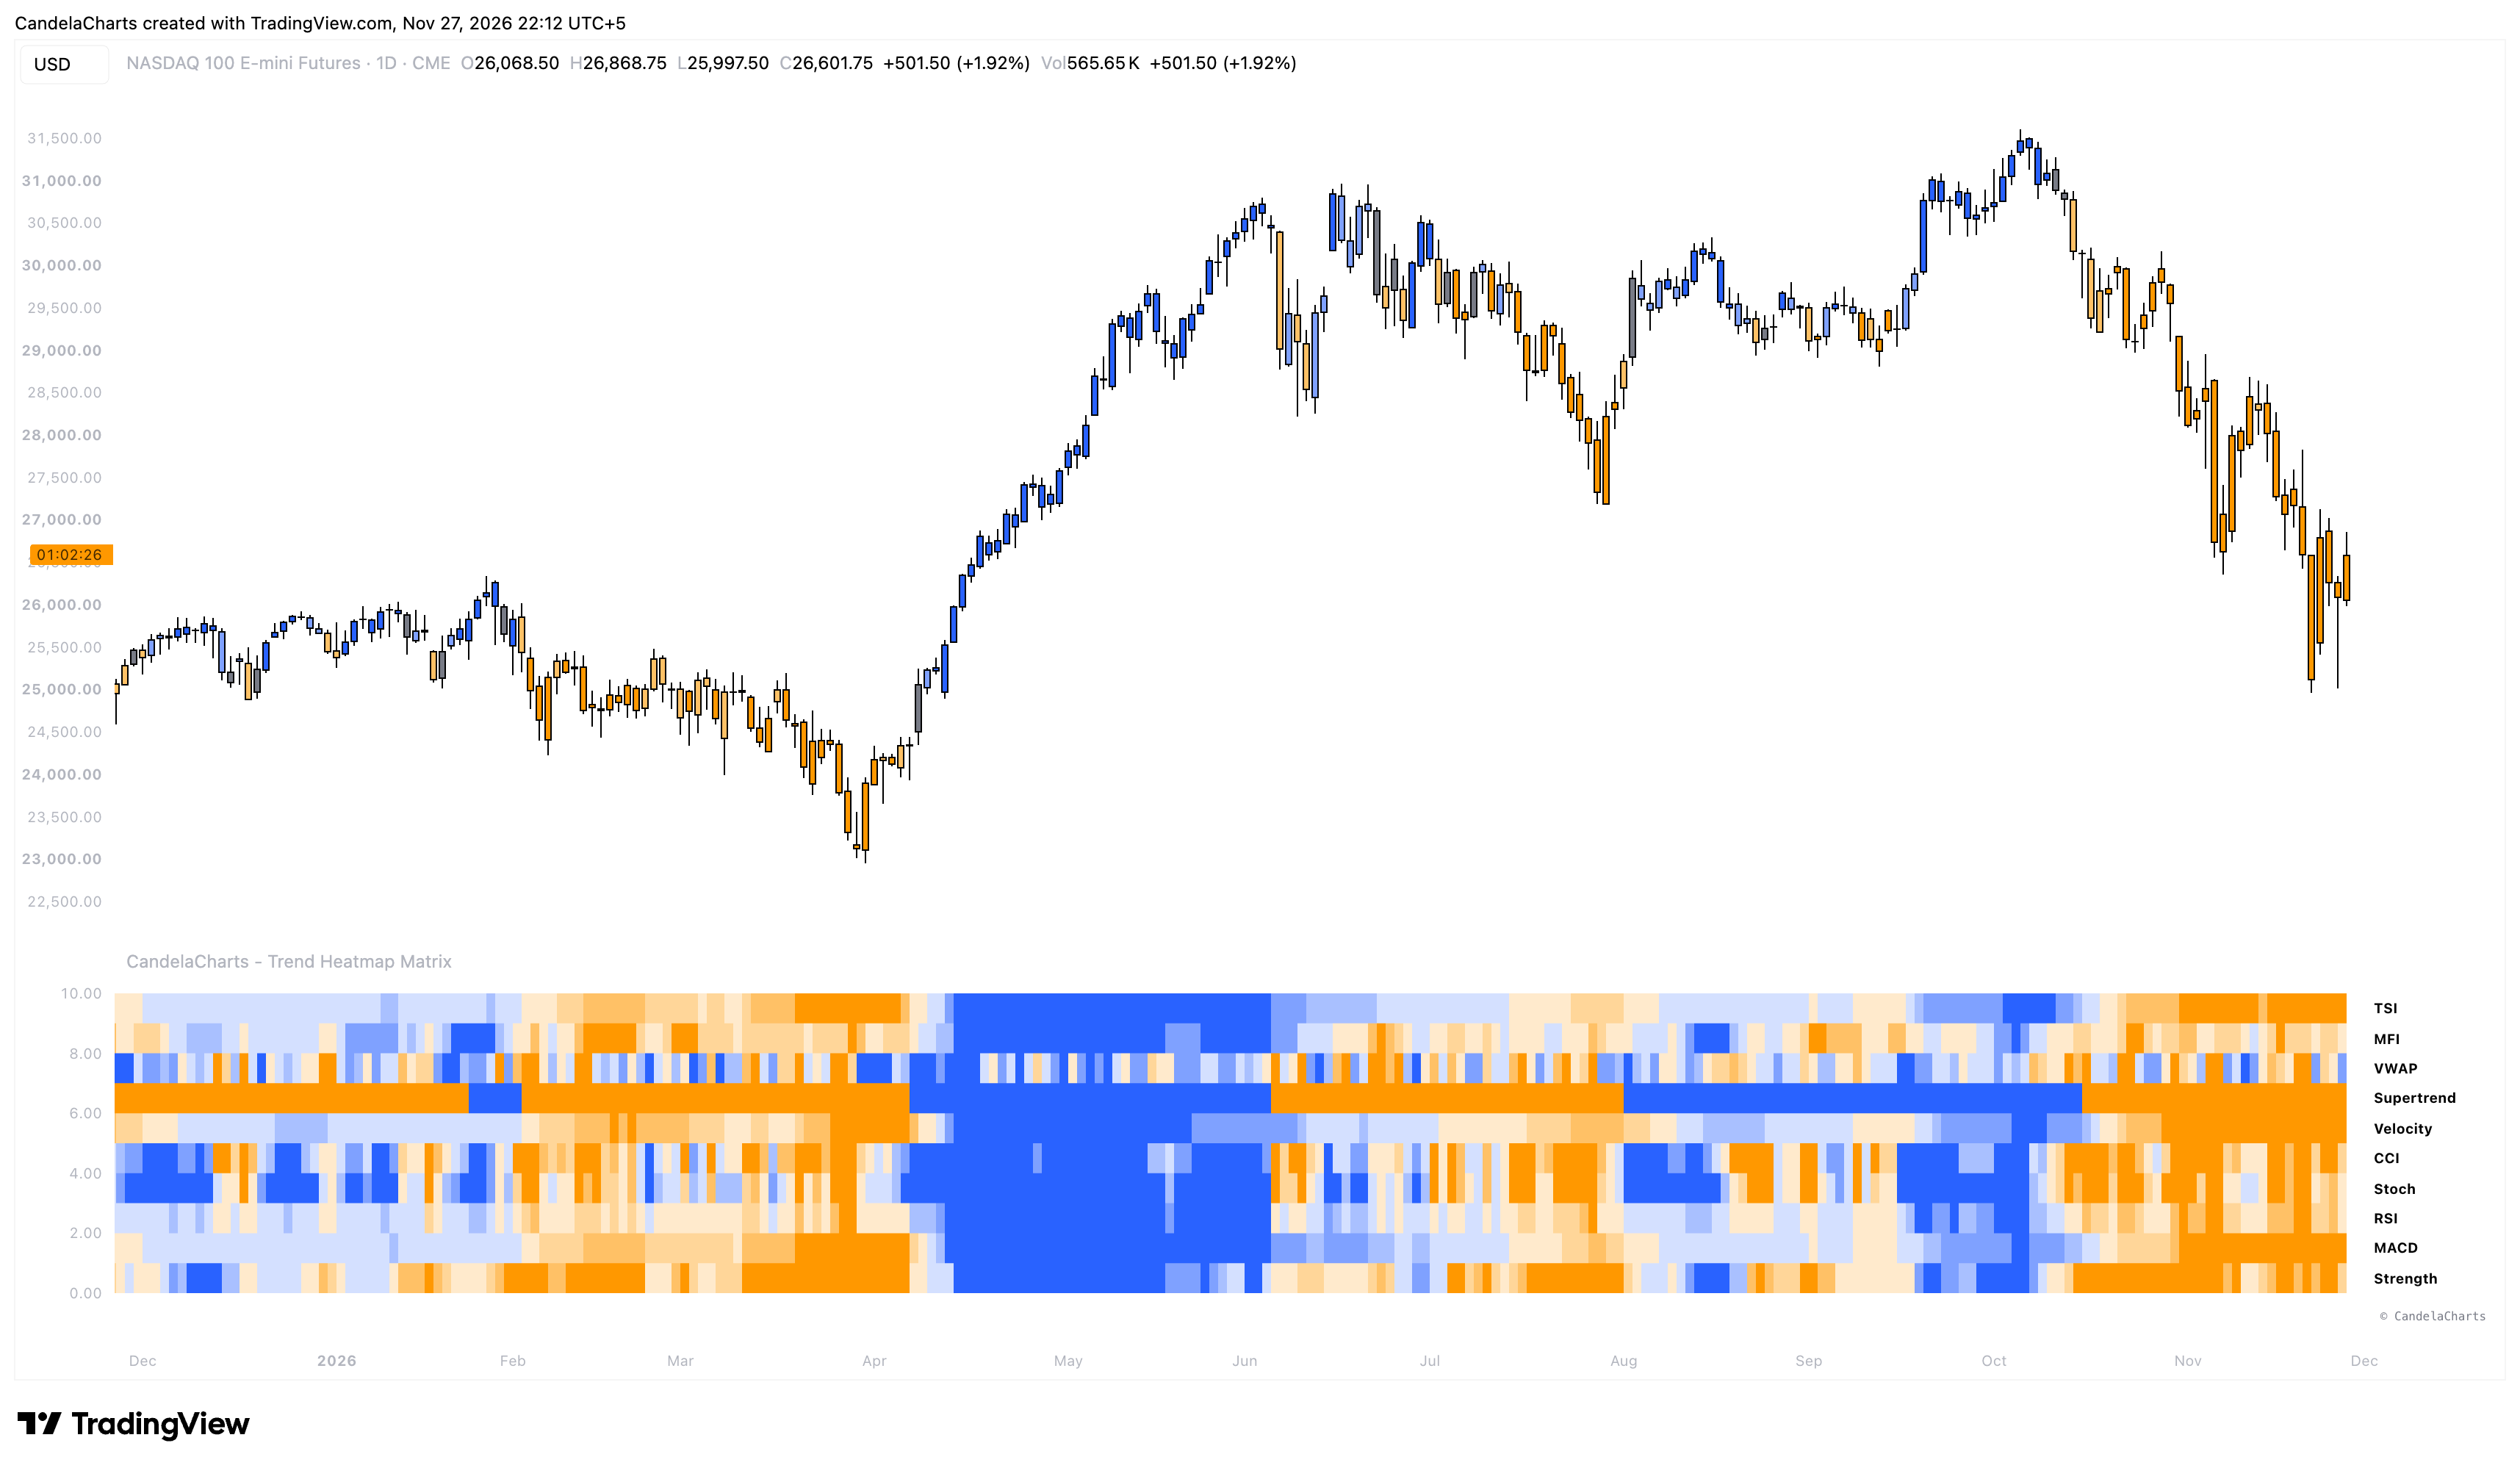 CandelaCharts created with TradingView.com, Nov 27, 2026 22:12 UTC+5
USD NASDAQ 100 E-mini Futures · 1D · CME O26,068.50 H26,868.75 L25,997.50 C26,601.75 +501.50 (+1.92%) Vol565.65 K +501.50 (+1.92%)
31,500.00
31,000.00
30,500.00
30,000.00
29,500.00
29,000.00
28,500.00
28,000.00
27,500.00
27,000.00
01:02:26
26,000.00
25,500.00
25,000.00
24,500.00
24,000.00
23,500.00
23,000.00
22,500.00
CandelaCharts - Trend Heatmap Matrix
10.00
TSI
MFI
8.00
VWAP
Supertrend
6.00
Velocity
CCI
4.00
Stoch
RSI
2.00
MACD
Strength
0.00
© CandelaCharts
Dec 2026 Feb Mar Apr May Jun Jul Aug Sep Oct Nov Dec
TradingView